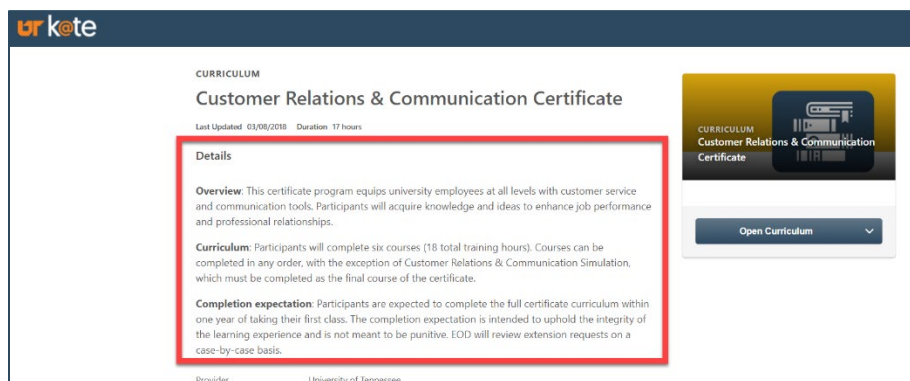 UT k@te
CURRICULUM
Customer Relations & Communication Certificate
Last Updated 03/08/2018 Duration 17 hours
Details
Overview: This certificate program equips university employees at all levels with customer service
and communication tools. Participants will acquire knowledge and ideas to enhance job performance
and professional relationships.
Curriculum: Participants will complete six courses (18 total training hours). Courses can be
completed in any order, with the exception of Customer Relations & Communication Simulation,
which must be completed as the final course of the certificate.
Completion expectation: Participants are expected to complete the full certificate curriculum within
one year of taking their first class. The completion expectation is intended to uphold the integrity of
the learning experience and is not meant to be punitive. EOD will review extension requests on a
case-by-case basis.
Provider University of Tennessee
CURRICULUM
Customer Relations & Communication
Certificate
Open Curriculum